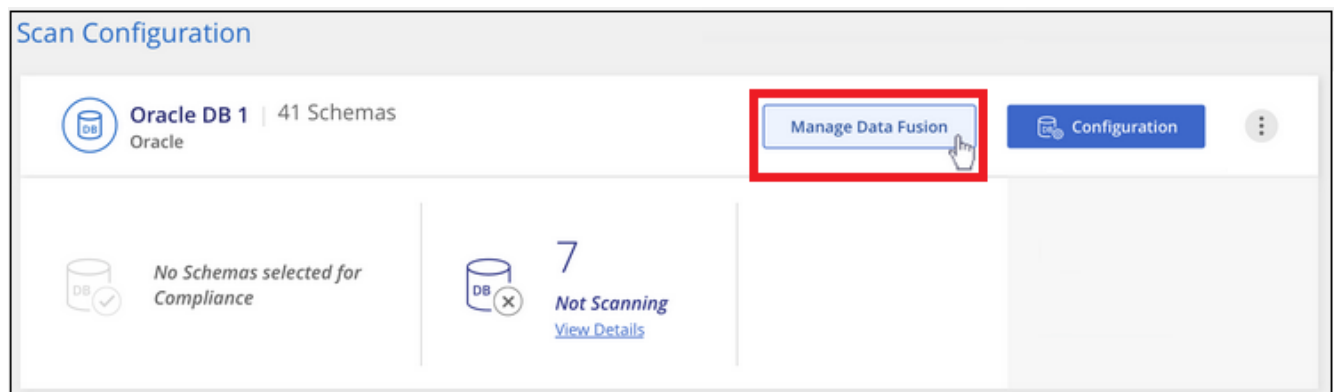 Scan Configuration
Oracle DB 1 | 41 Schemas
Oracle
DB
Manage Data Fusion
Configuration
No Schemas selected for
Compliance
DB
7
Not Scanning
View Details
DB